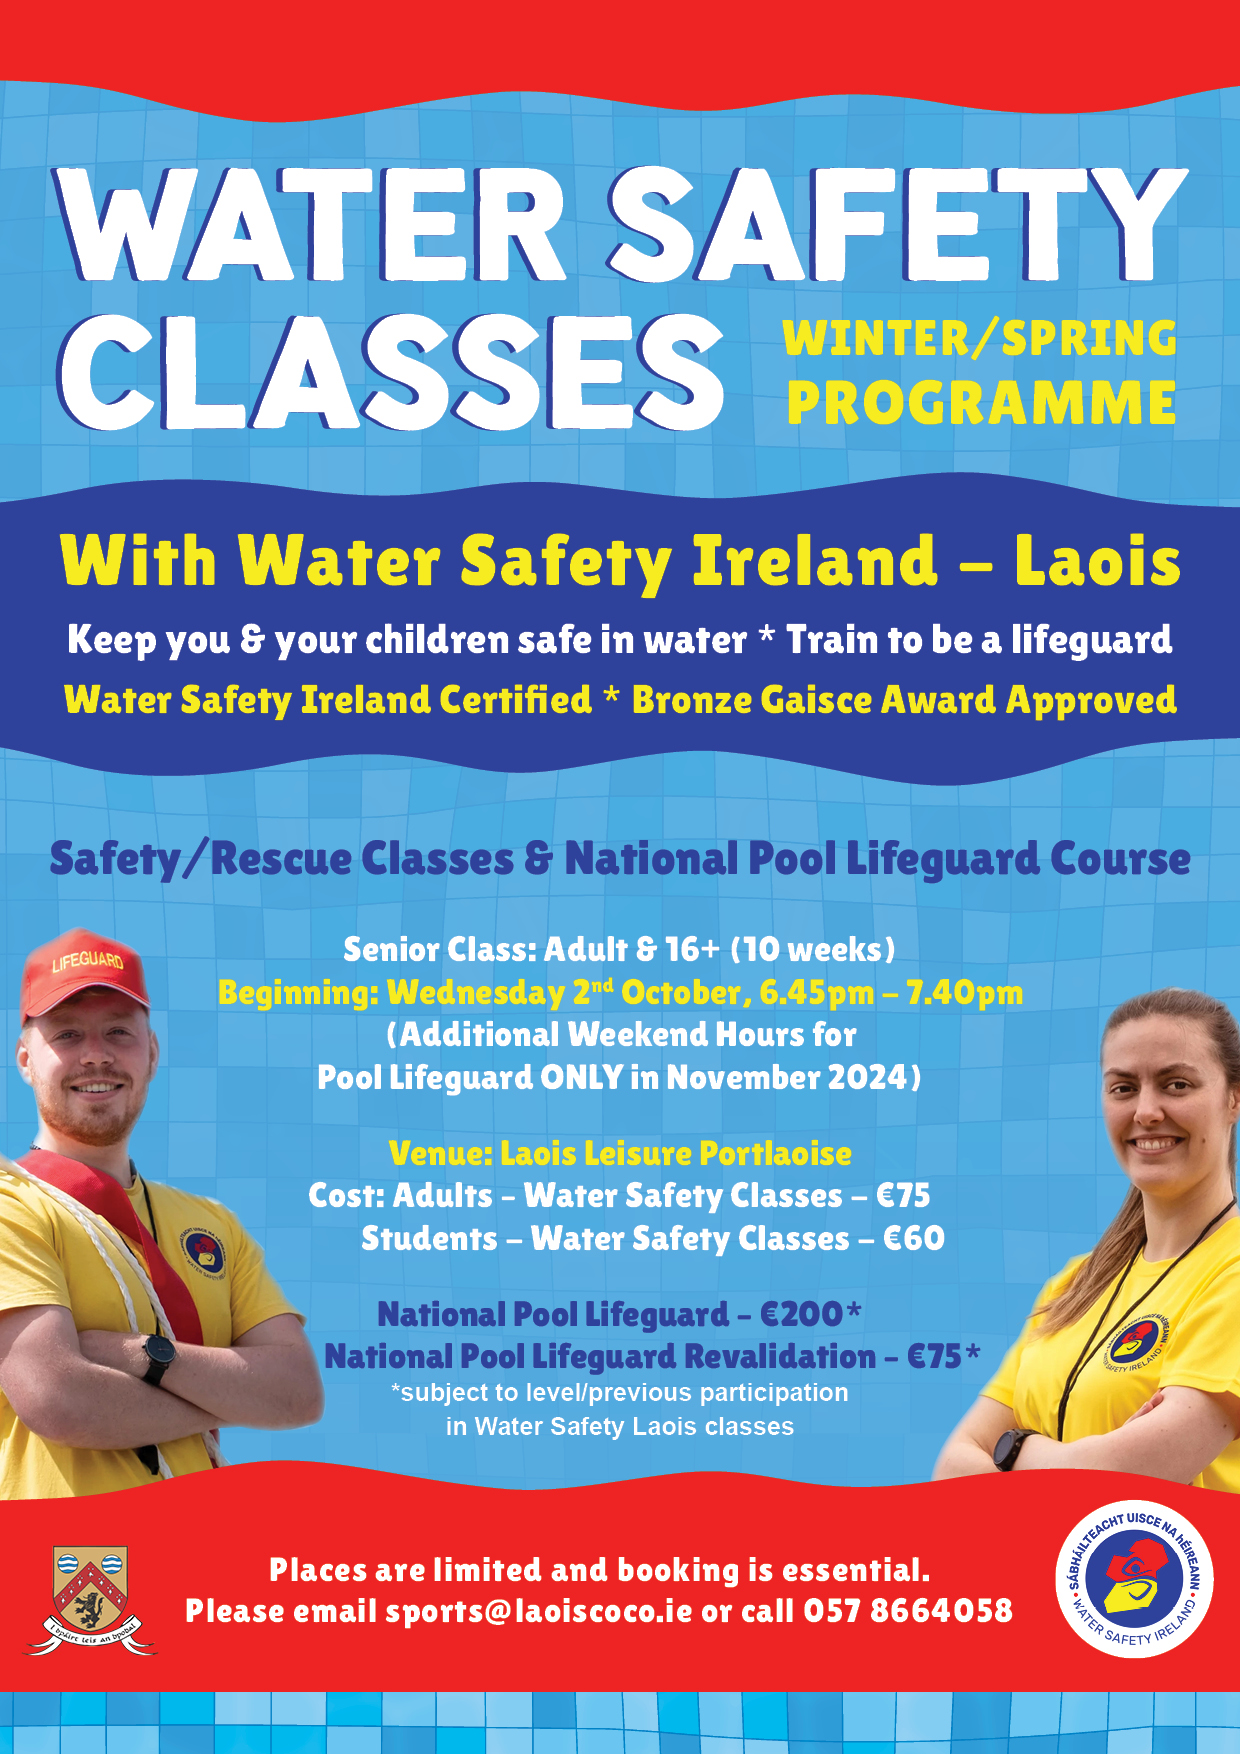 WATER SAFETY
CLASSES
WINTER/SPRING
PROGRAMME
With Water Safety Ireland – Laois
Keep you & your children safe in water * Train to be a lifeguard
Water Safety Ireland Certified * Bronze Gaisce Award Approved
Safety/Rescue Classes & National Pool Lifeguard Course
LIFEGUARD
Senior Class: Adult & 16+ (10 weeks)
Beginning: Wednesday 2nd October, 6.45pm – 7.40pm
(Additional Weekend Hours for
Pool Lifeguard ONLY in November 2024)
Venue: Laois Leisure Portlaoise
Cost: Adults - Water Safety Classes – €75
Students – Water Safety Classes – €60
National Pool Lifeguard – €200*
National Pool Lifeguard Revalidation – €75*
*subject to level/previous participation
in Water Safety Laois classes
Places are limited and booking is essential.
Please email sports@laoiscoco.ie or call 057 8664058
I bpáirt leis an bpobal
SÁBHÁILTEACHT UISCE NA hÉIREANN
• WATER SAFETY IRELAND •